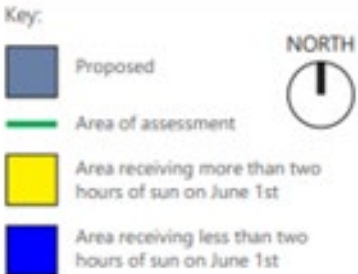 Key:
NORTH
Proposed
Area of assessment
Area receiving more than two
hours of sun on June 1st
Area receiving less than two
hours of sun on June 1st